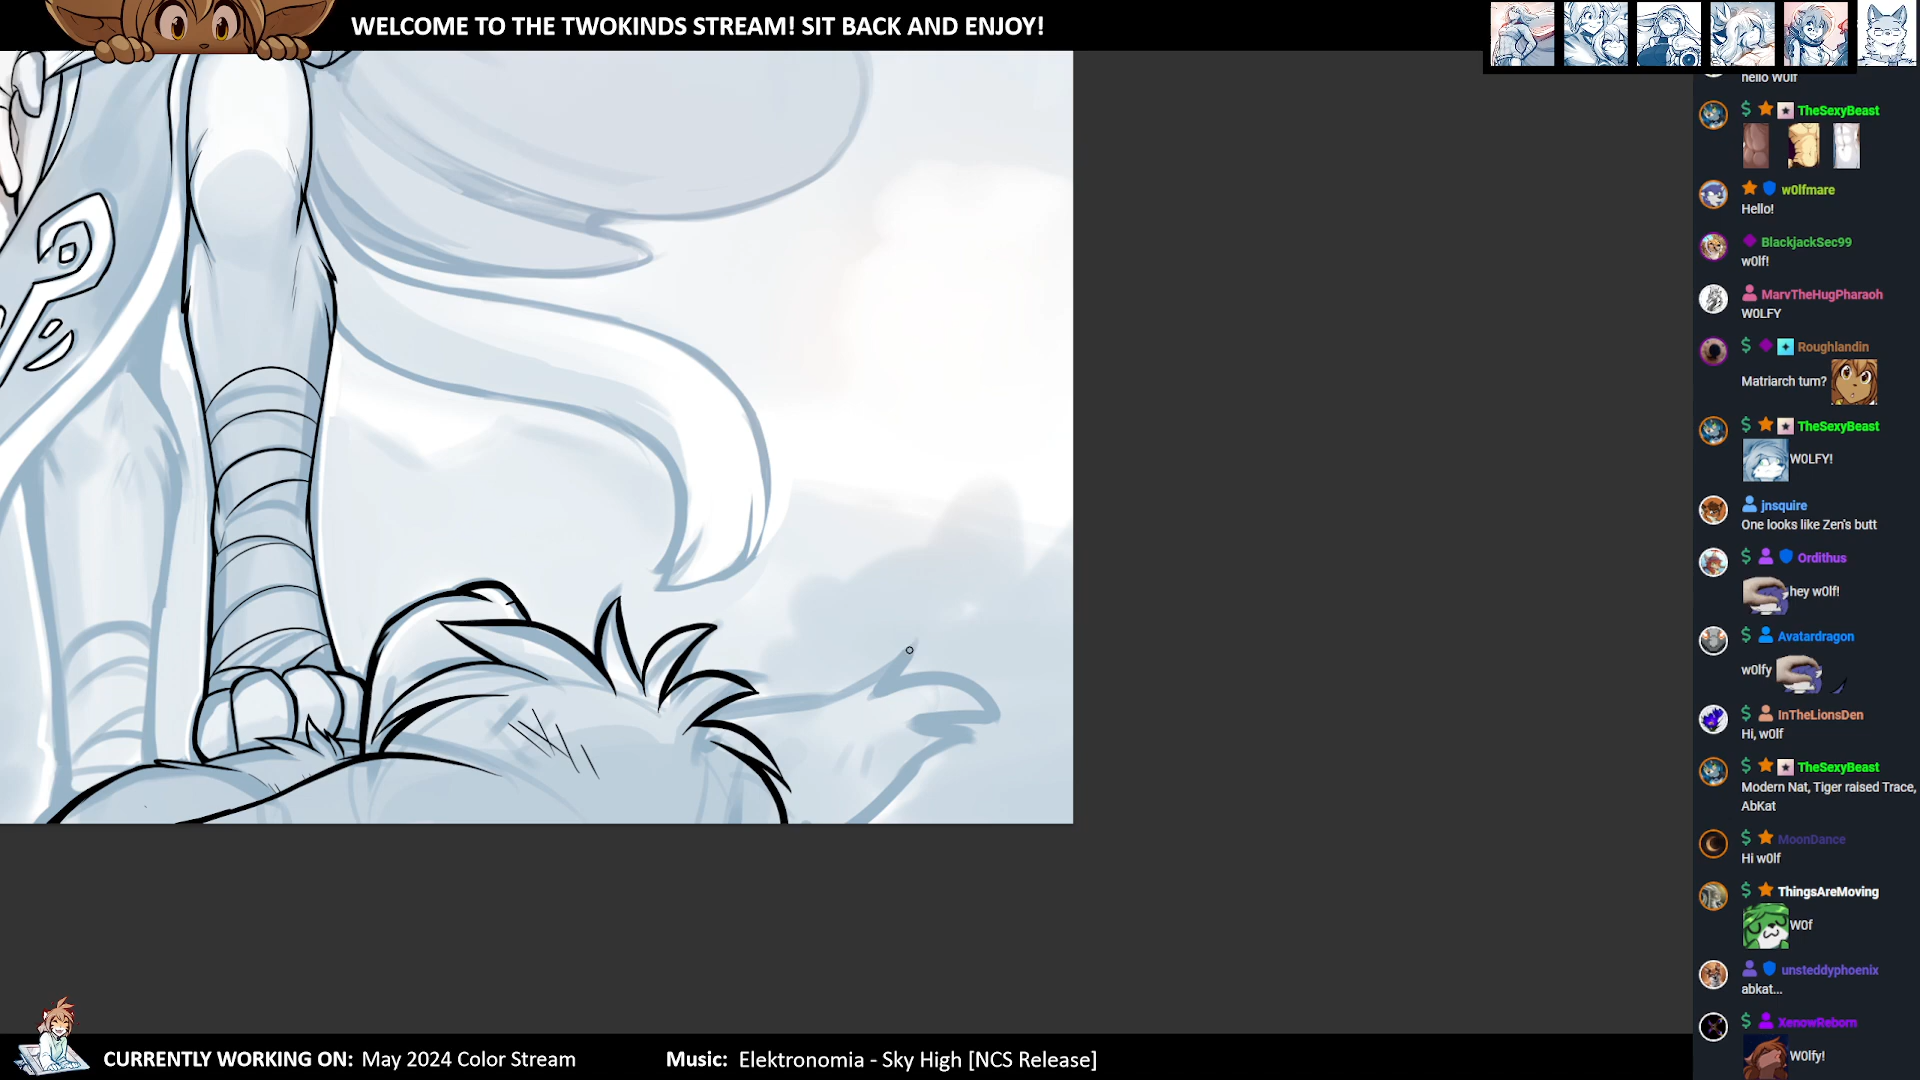 WELCOME TO THE TWOKINDS STREAM! SIT BACK AND ENJOY!
hello W0lf
TheSexyBeast
w0lfmare
Hello!
BlackjackSec99
w0lf!
MarvTheHugPharaoh
W0LFY
Roughlandin
Matriarch tum?
TheSexyBeast
W0LFY!
jnsquire
One looks like Zen's butt
Ordithus
hey w0lf!
Avatardragon
w0lfy
InTheLionsDen
Hi, w0lf
TheSexyBeast
Modern Nat, Tiger raised Trace,
AbKat
MoonDance
Hi w0lf
ThingsAreMoving
W0f
unsteddyphoenix
abkat...
XenowReborn
W0lfy!
CURRENTLY WORKING ON: May 2024 Color Stream
Music: Elektronomia - Sky High [NCS Release]